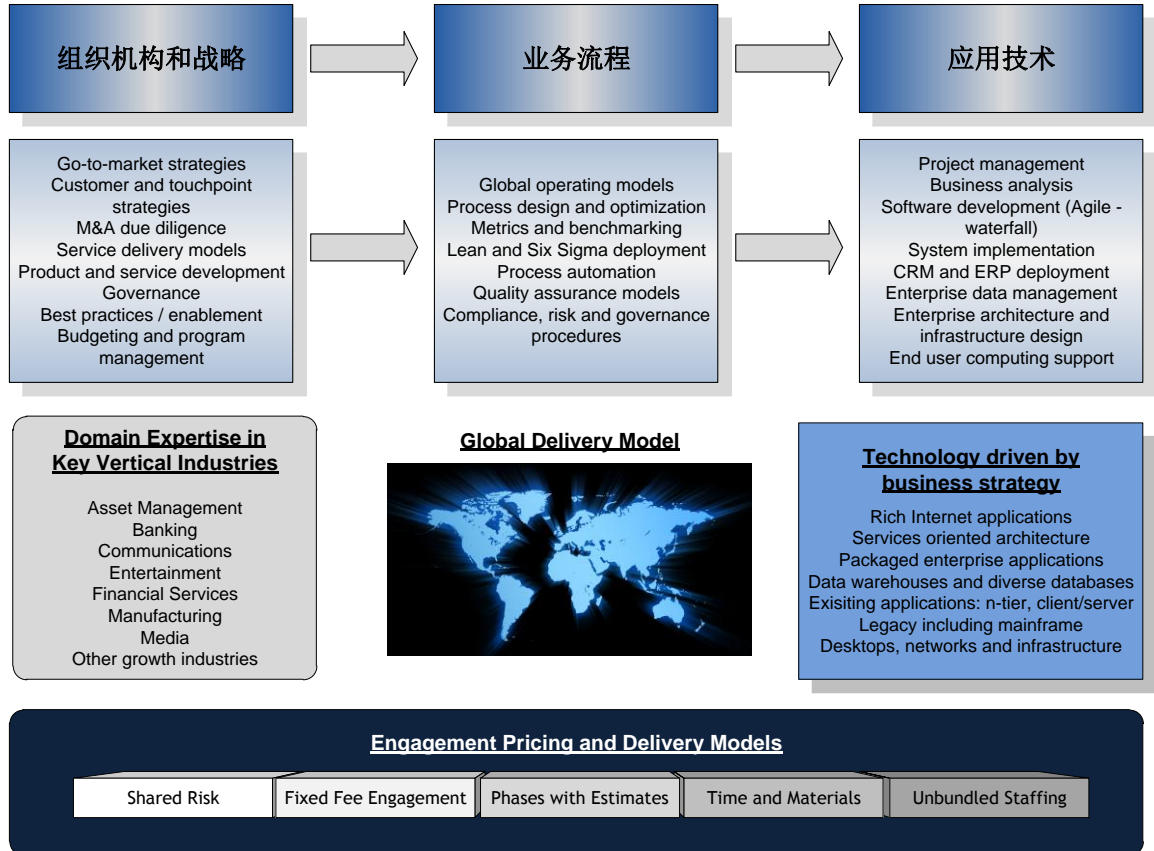 组织机构和战略
业务流程
应用技术
Go-to-market strategies
Customer and touchpoint
strategies
M&A due diligence
Service delivery models
Product and service development
Governance
Best practices / enablement
Budgeting and program
management
Global operating models
Process design and optimization
Metrics and benchmarking
Lean and Six Sigma deployment
Process automation
Quality assurance models
Compliance, risk and governance
procedures
Project management
Business analysis
Software development (Agile -
waterfall)
System implementation
CRM and ERP deployment
Enterprise data management
Enterprise architecture and
infrastructure design
End user computing support
Domain Expertise in
Key Vertical Industries
Asset Management
Banking
Communications
Entertainment
Financial Services
Manufacturing
Media
Other growth industries
Global Delivery Model
Technology driven by
business strategy
Rich Internet applications
Services oriented architecture
Packaged enterprise applications
Data warehouses and diverse databases
Exisiting applications: n-tier, client/server
Legacy including mainframe
Desktops, networks and infrastructure
Engagement Pricing and Delivery Models
Shared Risk
Fixed Fee Engagement
Phases with Estimates
Time and Materials
Unbundled Staffing